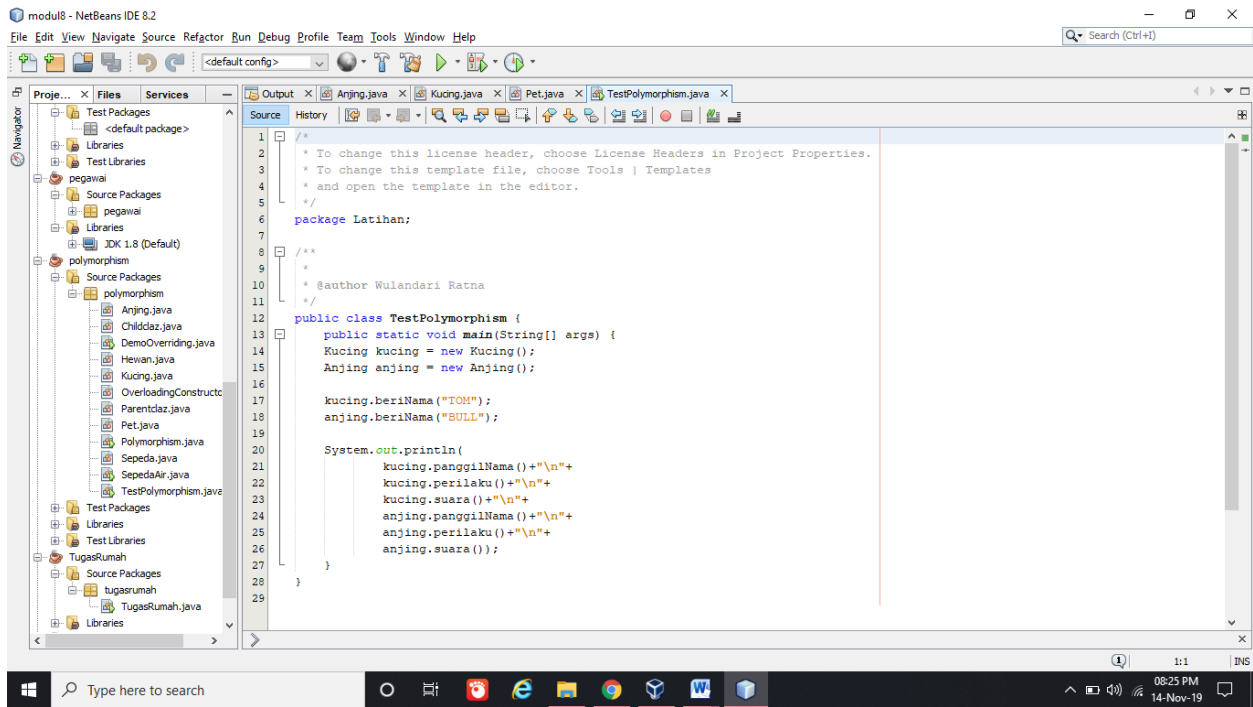 modul8 - NetBeans IDE 8.2
File Edit View Navigate Source Refactor Run Debug Profile Team Tools Window Help
Search (Ctrl+I)
<default config>
Proje... × Files Services
Navigator
Test Packages
<default package>
Libraries
Test Libraries
pegawai
Source Packages
pegawai
Libraries
JDK 1.8 (Default)
polymorphism
Source Packages
polymorphism
Anjing.java
Childclaz.java
DemoOverriding.java
Hewan.java
Kucing.java
OverloadingConstructo
Parentclaz.java
Pet.java
Polymorphism.java
Sepeda.java
SepedaAir.java
TestPolymorphism.java
Test Packages
Libraries
Test Libraries
TugasRumah
Source Packages
tugasrumah
TugasRumah.java
Libraries
Output × Anjing.java × Kucing.java × Pet.java × TestPolymorphism.java ×
Source History
1 /*
2 * To change this license header, choose License Headers in Project Properties.
3 * To change this template file, choose Tools | Templates
4 * and open the template in the editor.
5 */
6 package Latihan;
7
8 /**
9 *
10 * @author Wulandari Ratna
11 */
12 public class TestPolymorphism {
13 public static void main(String[] args) {
14 Kucing kucing = new Kucing();
15 Anjing anjing = new Anjing();
16
17 kucing.beriNama("TOM");
18 anjing.beriNama("BULL");
19
20 System.out.println(
21 kucing.panggilNama()+"\n"+
22 kucing.perilaku()+"\n"+
23 kucing.suara()+"\n"+
24 anjing.panggilNama()+"\n"+
25 anjing.perilaku()+"\n"+
26 anjing.suara());
27 }
28 }
29
1 1:1 INS
Type here to search
08:25 PM
14-Nov-19